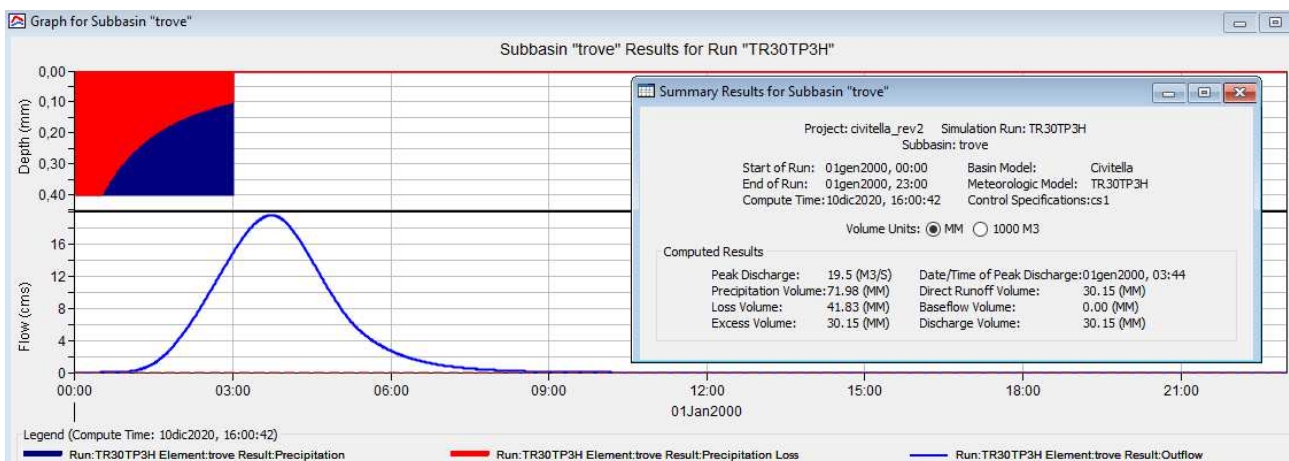 Graph for Subbasin "trove"
Subbasin "trove" Results for Run "TR30TP3H"
Depth (mm)
0,00
0,10
0,20
0,30
0,40
Flow (cms)
16
12
8
4
0
00:00 03:00 06:00 09:00 12:00 15:00 18:00 21:00
01Jan2000
Summary Results for Subbasin "trove"
Project: civitella_rev2 Simulation Run: TR30TP3H
Subbasin: trove
Start of Run: 01gen2000, 00:00 Basin Model: Civitella
End of Run: 01gen2000, 23:00 Meteorologic Model: TR30TP3H
Compute Time:10dic2020, 16:00:42 Control Specifications:cs1
Volume Units: MM 1000 M3
Computed Results
Peak Discharge: 19.5 (M3/S) Date/Time of Peak Discharge:01gen2000, 03:44
Precipitation Volume:71.98 (MM) Direct Runoff Volume: 30.15 (MM)
Loss Volume: 41.83 (MM) Baseflow Volume: 0.00 (MM)
Excess Volume: 30.15 (MM) Discharge Volume: 30.15 (MM)
Legend (Compute Time: 10dic2020, 16:00:42)
Run:TR30TP3H Element:trove Result:Precipitation Run:TR30TP3H Element:trove Result:Precipitation Loss Run:TR30TP3H Element:trove Result:Outflow